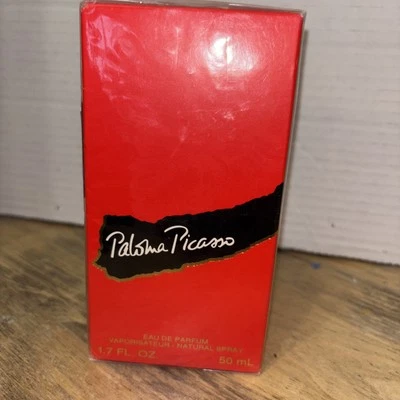 Paloma Picasso
EAU DE PARFUM
VAPORISATEUR - NATURAL SPRAY
1.7 FL. OZ 50 mL